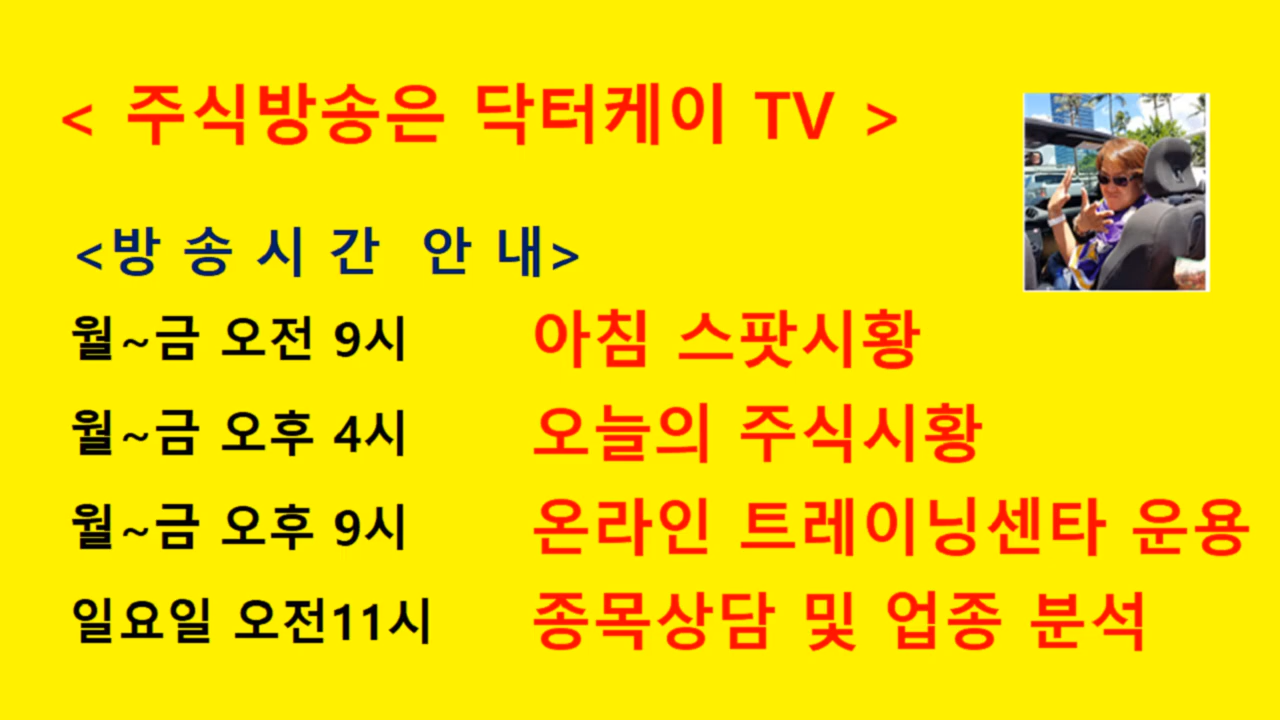 < 주식방송은 닥터케이 TV >
<방 송 시 간 안 내>
월~금 오전 9시 아침 스팟시황
월~금 오후 4시 오늘의 주식시황
월~금 오후 9시 온라인 트레이닝센타 운용
일요일 오전11시 종목상담 및 업종 분석